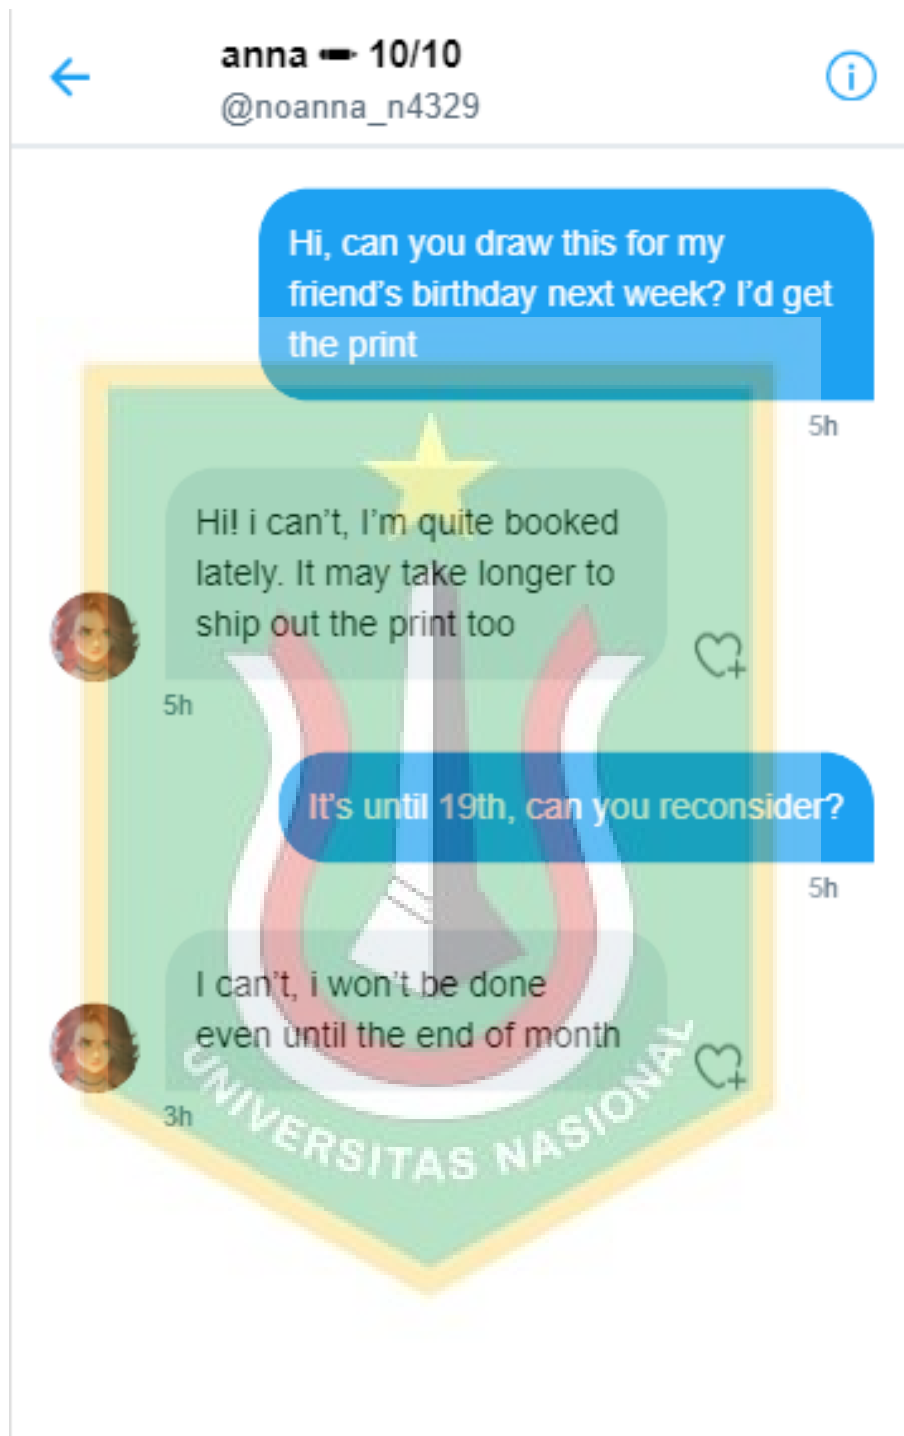 anna ━ 10/10
@noanna_n4329
Hi, can you draw this for my
friend’s birthday next week? I’d get
the print
5h
Hi! i can’t, I’m quite booked
lately. It may take longer to
ship out the print too
5h
It’s until 19th, can you reconsider?
5h
I can’t, i won’t be done
even until the end of month
3h
UNIVERSITAS NASIONAL